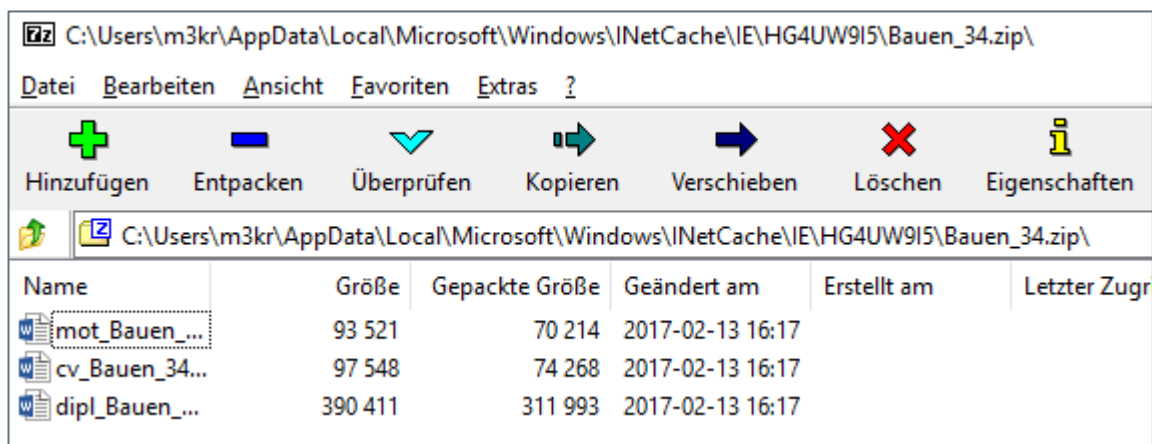 C:\Users\m3kr\AppData\Local\Microsoft\Windows\INetCache\IE\HG4UW9I5\Bauen_34.zip\
Datei Bearbeiten Ansicht Favoriten Extras ?
Hinzufügen Entpacken Überprüfen Kopieren Verschieben Löschen Eigenschaften
C:\Users\m3kr\AppData\Local\Microsoft\Windows\INetCache\IE\HG4UW9I5\Bauen_34.zip\
Name Größe Gepackte Größe Geändert am Erstellt am Letzter Zugri
mot_Bauen_... 93 521 70 214 2017-02-13 16:17
cv_Bauen_34... 97 548 74 268 2017-02-13 16:17
dipl_Bauen_... 390 411 311 993 2017-02-13 16:17